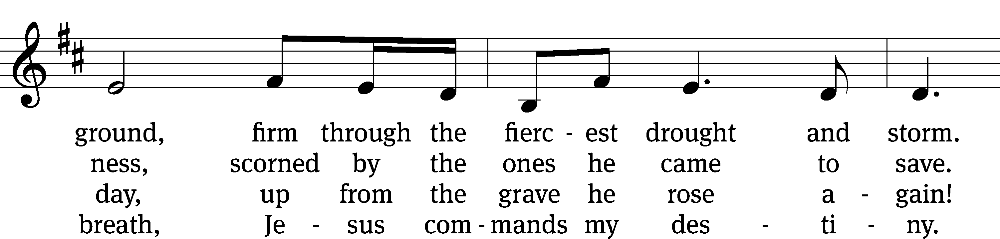 ground, firm through the fierc - est drought and storm.
ness, scorned by the ones he came to save.
day, up from the grave he rose a - gain!
breath, Je - sus com - mands my des - ti - ny.